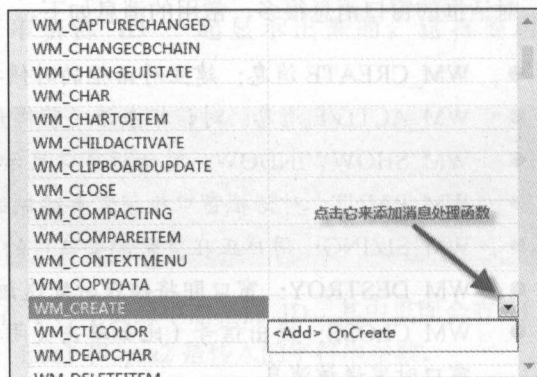 WM_CAPTURECHANGED
WM_CHANGECBCHAIN
WM_CHANGEUISTATE
WM_CHAR
WM_CHARTOITEM
WM_CHILDACTIVATE
WM_CLIPBOARDUPDATE
WM_CLOSE
WM_COMPACTING
WM_COMPAREITEM
点击它来添加消息处理函数
WM_CONTEXTMENU
WM_COPYDATA
WM_CREATE
WM_CTLCOLOR
<Add> OnCreate
WM_DEADCHAR
WM_DELETEITEM